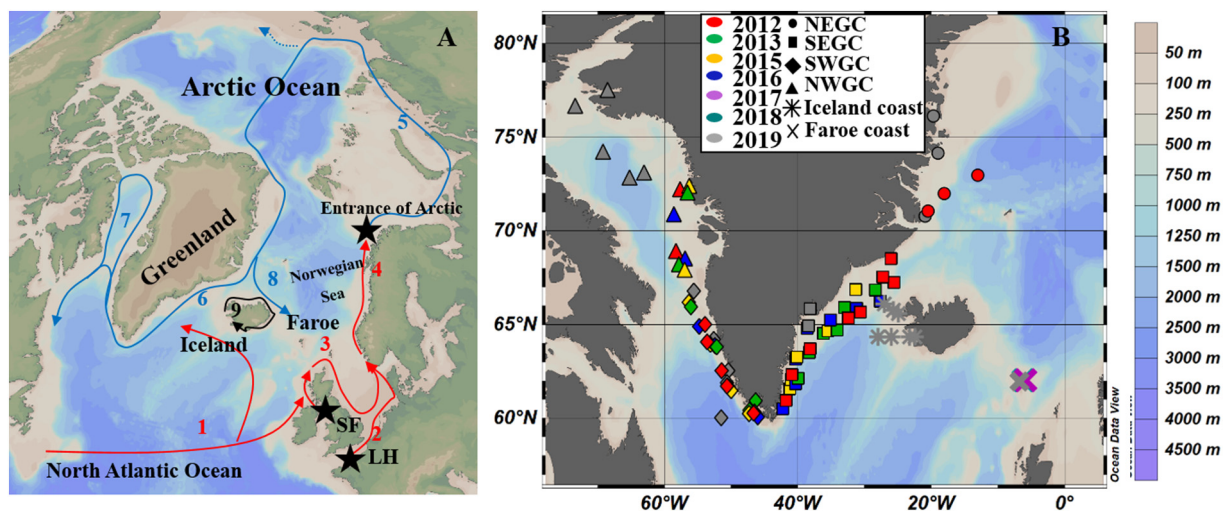 A
Arctic Ocean
5
Entrance of Arctic
7
Greenland
4
Norwegian
Sea
8
6
9
Faroe
Iceland
3
1
SF
2
LH
North Atlantic Ocean
B
80°N
75°N
70°N
65°N
60°N
60°W
40°W
20°W
0°
2012
2013
2015
2016
2017
2018
2019
NEGC
SEGC
SWGC
NWGC
Iceland coast
Faroe coast
Ocean Data View
50 m
100 m
250 m
500 m
750 m
1000 m
1250 m
1500 m
2000 m
2500 m
3000 m
3500 m
4000 m
4500 m